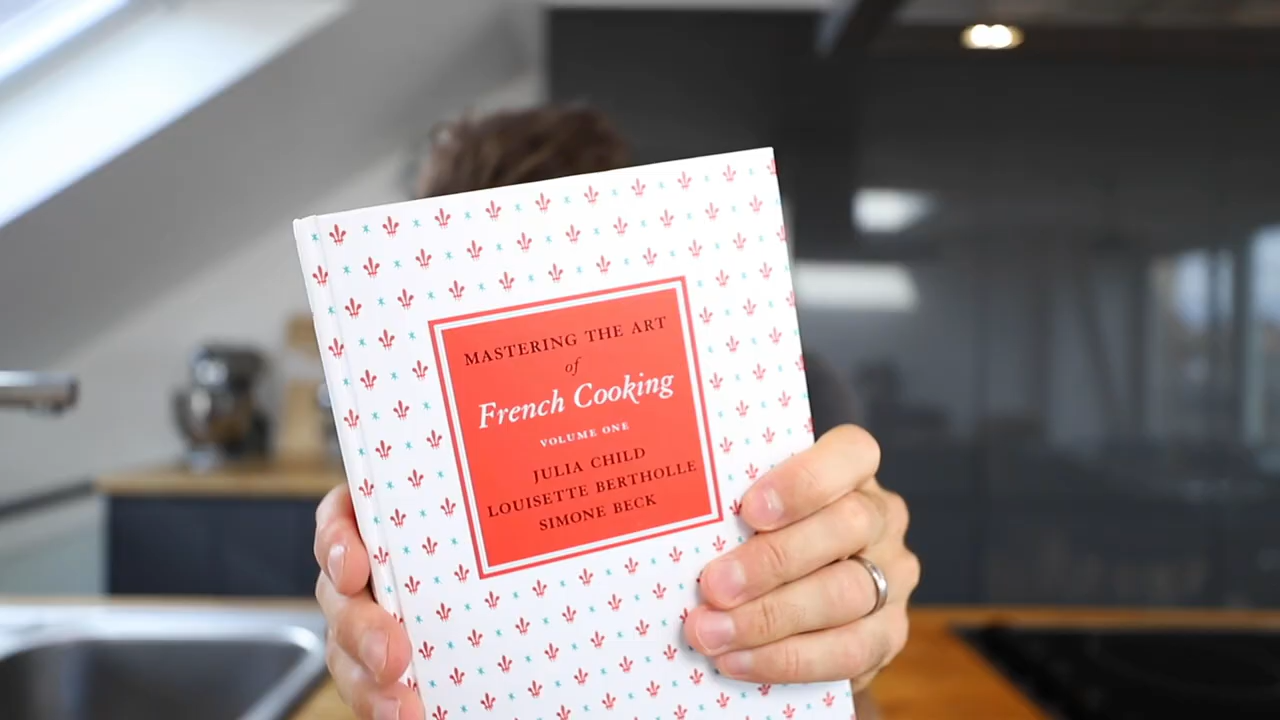 MASTERING THE ART
of
French Cooking
VOLUME ONE
JULIA CHILD
LOUISETTE BERTHOLLE
SIMONE BECK